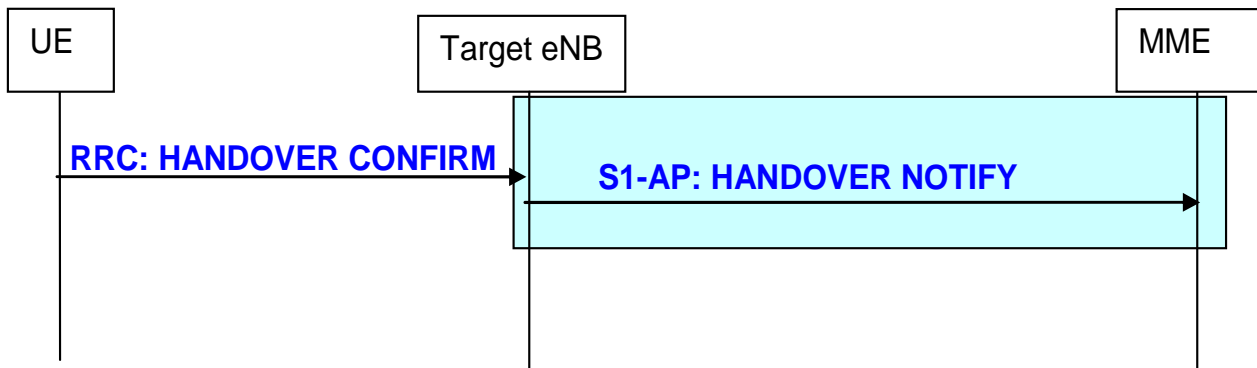 UE
Target eNB
MME
RRC: HANDOVER CONFIRM
S1-AP: HANDOVER NOTIFY